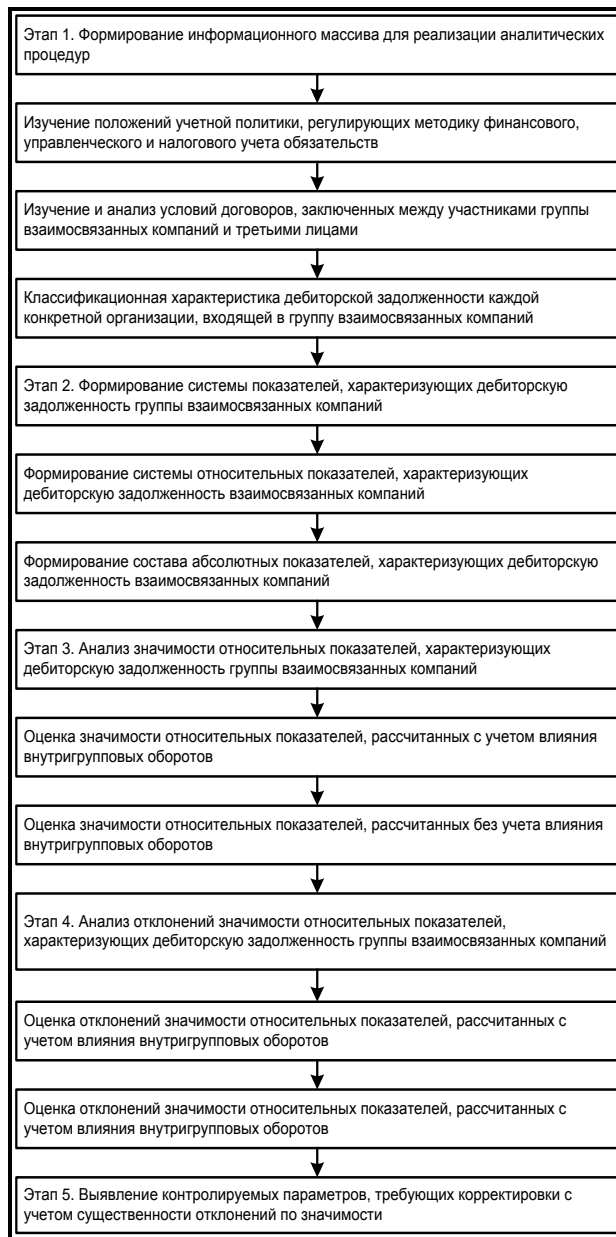 Этап 1. Формирование информационного массива для реализации аналитических
процедур
Изучение положений учетной политики, регулирующих методику финансового,
управленческого и налогового учета обязательств
Изучение и анализ условий договоров, заключенных между участниками группы
взаимосвязанных компаний и третьими лицами
Классификационная характеристика дебиторской задолженности каждой
конкретной организации, входящей в группу взаимосвязанных компаний
Этап 2. Формирование системы показателей, характеризующих дебиторскую
задолженность группы взаимосвязанных компаний
Формирование системы относительных показателей, характеризующих
дебиторскую задолженность взаимосвязанных компаний
Формирование состава абсолютных показателей, характеризующих дебиторскую
задолженность взаимосвязанных компаний
Этап 3. Анализ значимости относительных показателей, характеризующих
дебиторскую задолженность группы взаимосвязанных компаний
Оценка значимости относительных показателей, рассчитанных с учетом влияния
внутригрупповых оборотов
Оценка значимости относительных показателей, рассчитанных без учета влияния
внутригрупповых оборотов
Этап 4. Анализ отклонений значимости относительных показателей,
характеризующих дебиторскую задолженность группы взаимосвязанных компаний
Оценка отклонений значимости относительных показателей, рассчитанных с
учетом влияния внутригрупповых оборотов
Оценка отклонений значимости относительных показателей, рассчитанных с
учетом влияния внутригрупповых оборотов
Этап 5. Выявление контролируемых параметров, требующих корректировки с
учетом существенности отклонений по значимости